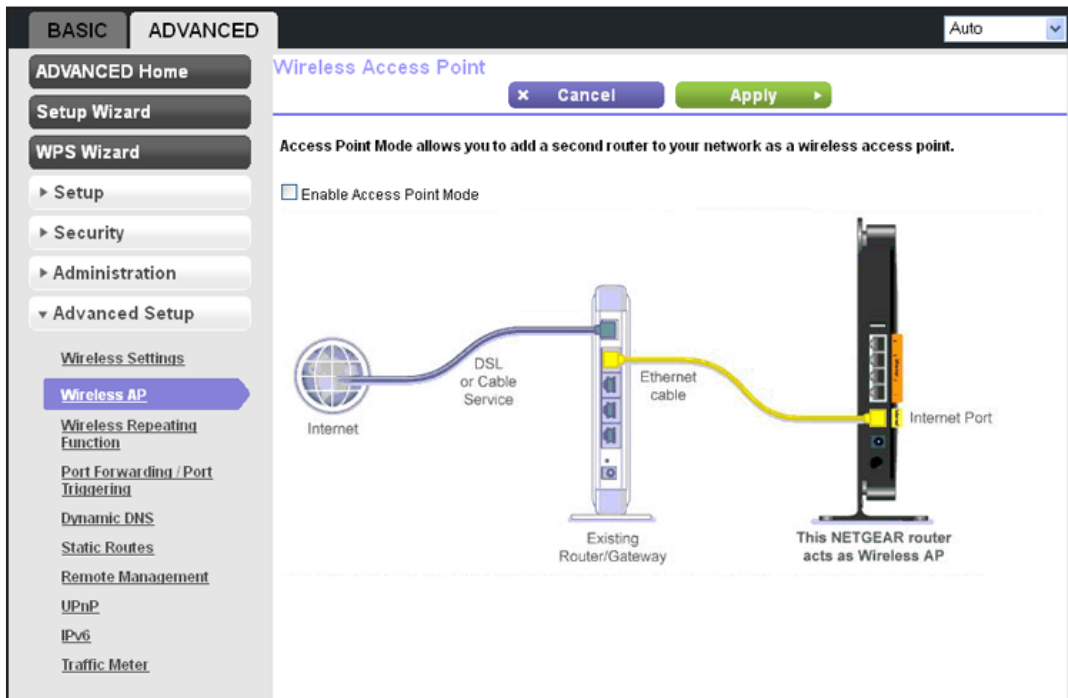 BASIC
ADVANCED
Auto
ADVANCED Home
Setup Wizard
WPS Wizard
Setup
Security
Administration
Advanced Setup
Wireless Settings
Wireless AP
Wireless Repeating
Function
Port Forwarding / Port
Triggering
Dynamic DNS
Static Routes
Remote Management
UPnP
IPv6
Traffic Meter
Wireless Access Point
× Cancel
Apply
Access Point Mode allows you to add a second router to your network as a wireless access point.
Enable Access Point Mode
Internet
DSL
or Cable
Service
Ethernet
cable
Internet Port
Existing
Router/Gateway
This NETGEAR router
acts as Wireless AP